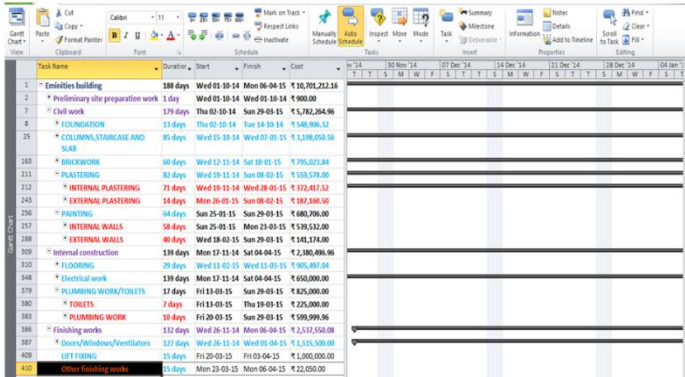 Cut
Copy
Format Painter
Gantt Chart
Paste
Calibri 11
B I U A
Mark on Track
Respect Links
Inactivate
Manually Schedule
Auto Schedule
Inspect Move Mode
Task
Summary
Milestone
Deliverable
Information
Notes
Details
Add to Timeline
Scroll to Task
Find
Clear
Fill
View Clipboard Font Schedule Tasks Insert Properties Editing
Task Name Duration Start Finish Cost
'14 30 Nov '14 07 Dec '14 14 Dec '14 21 Dec '14 28 Dec '14 04 Jan '1
T T S M W F S T T S M W F S T T S M W F S T T S M
1 Eminities building 188 days Wed 01-10-14 Mon 06-04-15 ₹ 10,701,212.16
2 Preliminary site preparation work 1 day Wed 01-10-14 Wed 01-10-14 ₹ 900.00
7 Civil work 179 days Thu 02-10-14 Sun 29-03-15 ₹ 5,782,264.96
8 FOUNDATION 13 days Thu 02-10-14 Tue 14-10-14 ₹ 548,906.32
25 COLUMNS,STAIRCASE AND SLAB 85 days Wed 15-10-14 Wed 07-01-15 ₹ 3,198,050.56
163 BRICKWORK 60 days Wed 12-11-14 Sat 10-01-15 ₹ 795,023.84
211 PLASTERING 82 days Wed 19-11-14 Sun 08-02-15 ₹ 559,578.00
212 INTERNAL PLASTERING 71 days Wed 19-11-14 Wed 28-01-15 ₹ 372,417.52
243 EXTERNAL PLASTERING 14 days Mon 26-01-15 Sun 08-02-15 ₹ 187,160.50
256 PAINTING 64 days Sun 25-01-15 Sun 29-03-15 ₹ 680,706.00
257 INTERNAL WALLS 58 days Sun 25-01-15 Mon 23-03-15 ₹ 539,532.00
288 EXTERNAL WALLS 40 days Wed 18-02-15 Sun 29-03-15 ₹ 141,174.00
309 Internal construction 139 days Mon 17-11-14 Sat 04-04-15 ₹ 2,380,496.96
310 FLOORING 29 days Wed 11-02-15 Wed 11-03-15 ₹ 905,497.04
348 Electrical work 139 days Mon 17-11-14 Sat 04-04-15 ₹ 650,000.00
379 PLUMBING WORK/TOILETS 17 days Fri 13-03-15 Sun 29-03-15 ₹ 825,000.00
380 TOILETS 7 days Fri 13-03-15 Thu 19-03-15 ₹ 225,000.00
383 PLUMBING WORK 10 days Fri 20-03-15 Sun 29-03-15 ₹ 599,999.96
386 Finishing works 132 days Wed 26-11-14 Mon 06-04-15 ₹ 2,537,550.08
387 Doors/Windows/Ventilators 127 days Wed 26-11-14 Wed 01-04-15 ₹ 1,515,500.00
409 LIFT FIXING 15 days Fri 20-03-15 Fri 03-04-15 ₹ 1,000,000.00
410 Other finishing works 15 days Mon 23-03-15 Mon 06-04-15 ₹ 22,050.00
Gantt Chart